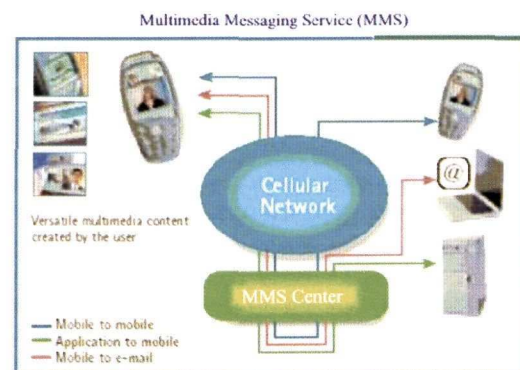 Multimedia Messaging Service (MMS)
Cellular
Network
@
Versatile multimedia content
created by the user
MMS Center
Mobile to mobile
Application to mobile
Mobile to e-mail